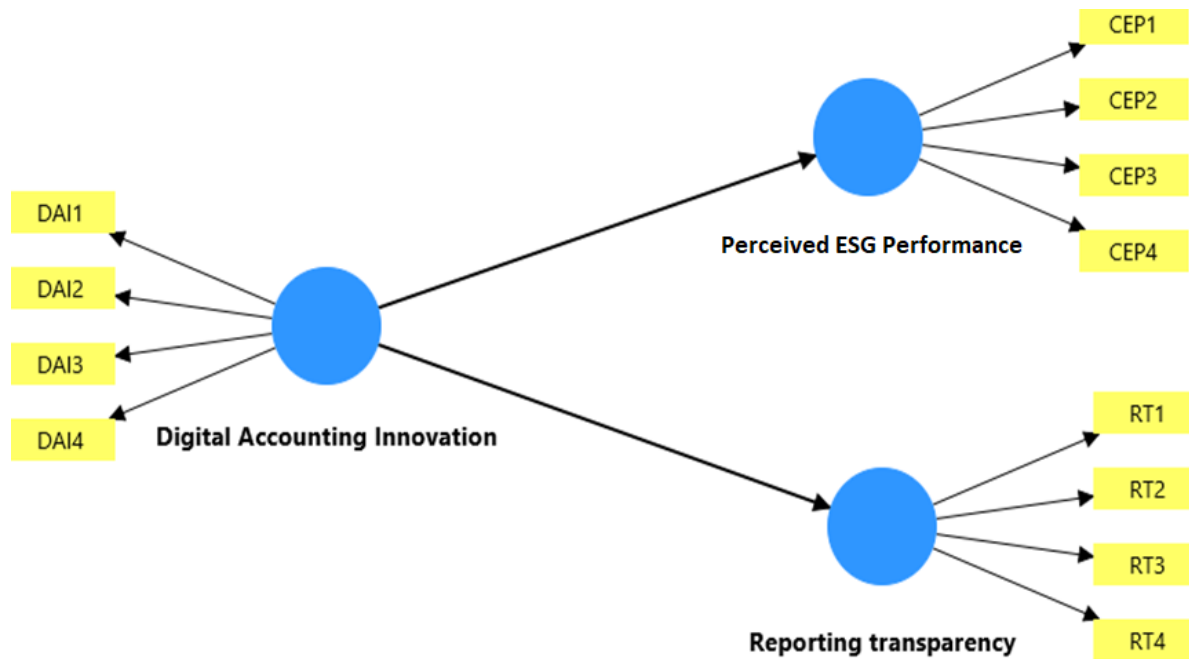 CEP1
CEP2
CEP3
CEP4
Perceived ESG Performance
DAI1
DAI2
DAI3
DAI4
Digital Accounting Innovation
RT1
RT2
RT3
RT4
Reporting transparency